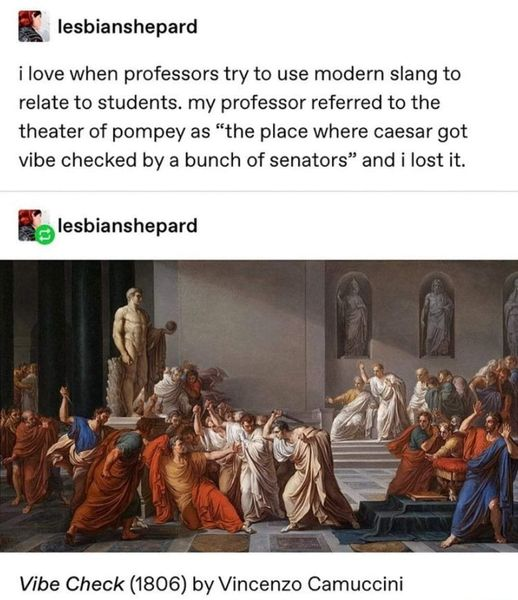 lesbianshepard
i love when professors try to use modern slang to
relate to students. my professor referred to the
theater of pompey as “the place where caesar got
vibe checked by a bunch of senators” and i lost it.
lesbianshepard
Vibe Check (1806) by Vincenzo Camuccini